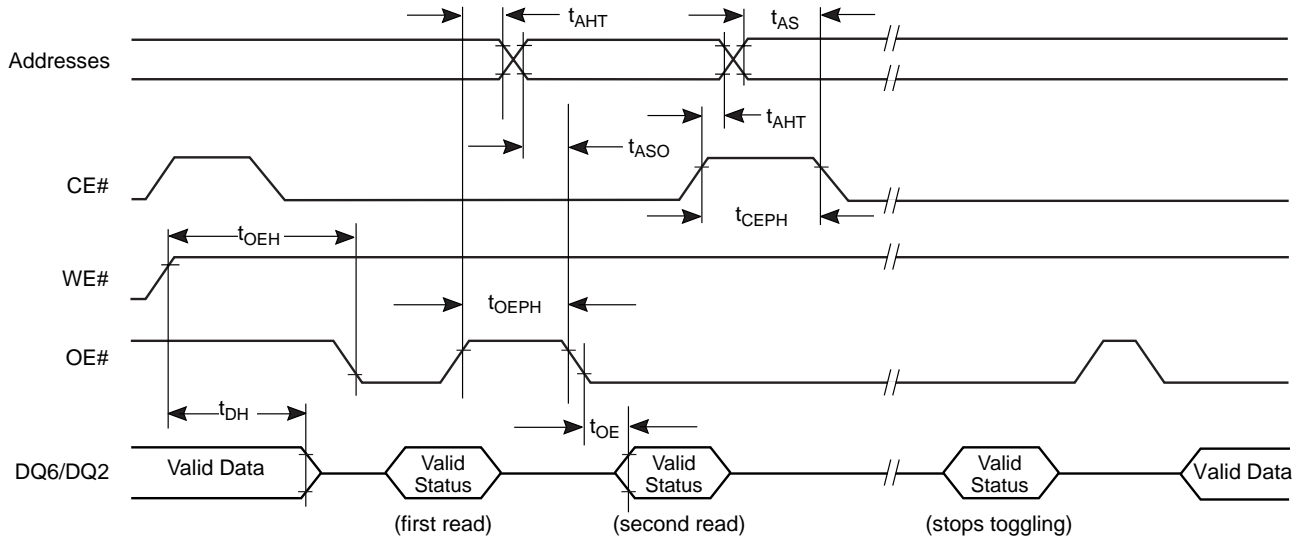 tAHT
tAS
Addresses
tAHT
tASO
CE#
tCEPH
tOEH
WE#
tOEPH
OE#
tDH
tOE
DQ6/DQ2
Valid Data
Valid
Status
Valid
Status
Valid
Status
Valid Data
(first read)
(second read)
(stops toggling)